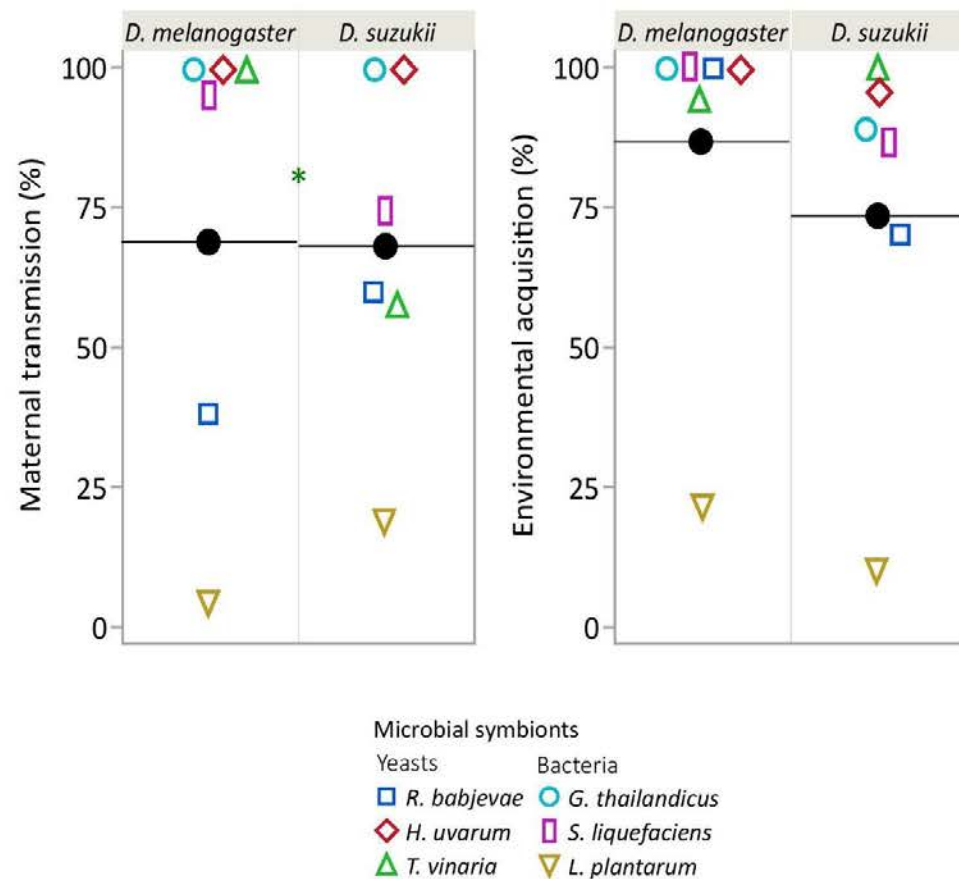 D. melanogaster D. suzukii
Maternal transmission (%)
100
75
50
25
0
*
D. melanogaster D. suzukii
Environmental acquisition (%)
100
75
50
25
0
Microbial symbionts
Yeasts Bacteria
R. babjevae G. thailandicus
H. uvarum S. liquefaciens
T. vinaria L. plantarum